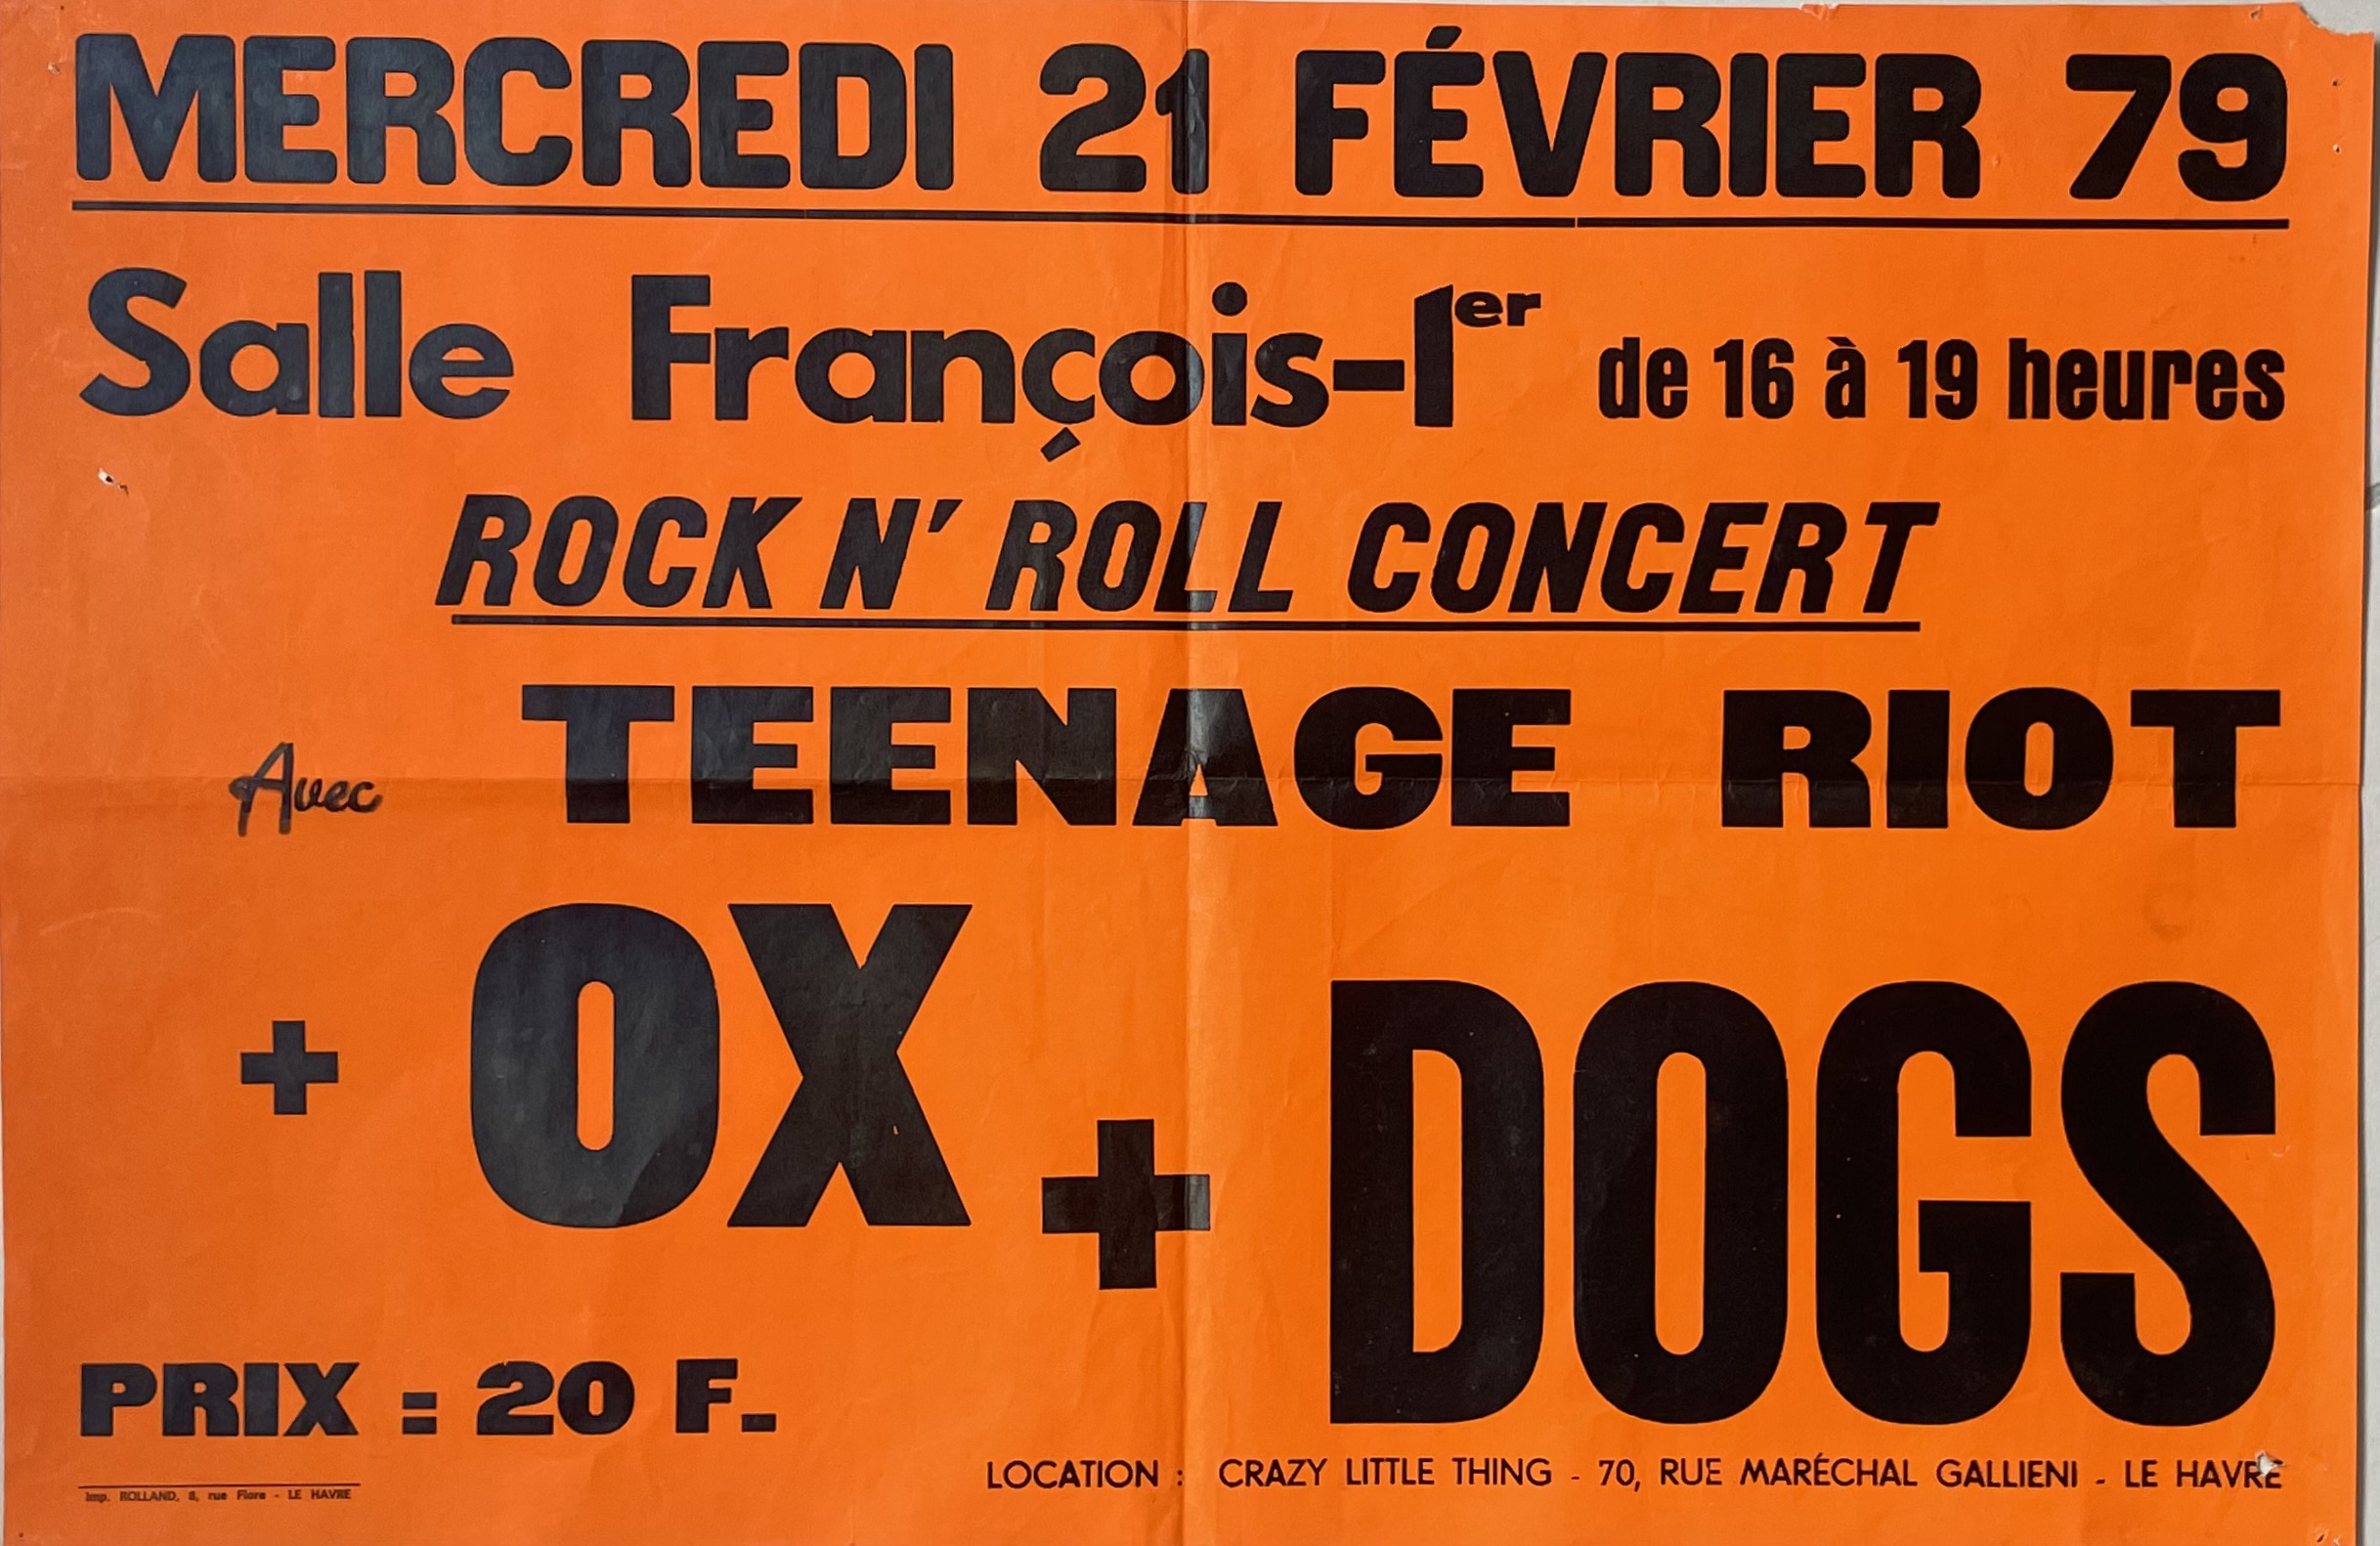 MERCREDI 21 FÉVRIER 79
Salle François-1er de 16 à 19 heures
ROCK N' ROLL CONCERT
Avec TEENAGE RIOT
+ OX + DOGS
PRIX = 20 F.
LOCATION : CRAZY LITTLE THING - 70, RUE MARÉCHAL GALLIENI - LE HAVRE
Imp. ROLLAND, 8, rue Flore - LE HAVRE